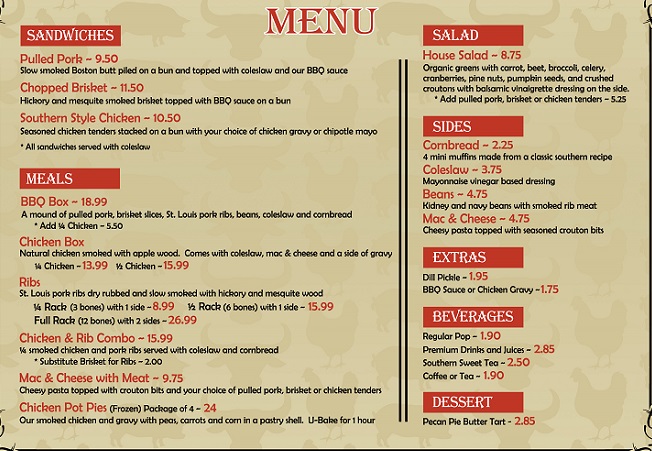 MENU
SANDWICHES
Pulled Pork ~ 9.50
Slow smoked Boston butt piled on a bun and topped with coleslaw and our BBQ sauce
Chopped Brisket ~ 11.50
Hickory and mesquite smoked brisket topped with BBQ sauce on a bun
Southern Style Chicken ~ 10.50
Seasoned chicken tenders stacked on a bun with your choice of chicken gravy or chipotle mayo
* All sandwiches served with coleslaw
MEALS
BBQ Box ~ 18.99
A mound of pulled pork, brisket slices, St. Louis pork ribs, beans, coleslaw and cornbread
* Add ¼ Chicken ~ 5.50
Chicken Box
Natural chicken smoked with apple wood. Comes with coleslaw, mac & cheese and a side of gravy
¼ Chicken ~13.99 ½ Chicken ~15.99
Ribs
St. Louis pork ribs dry rubbed and slow smoked with hickory and mesquite wood
¼ Rack (3 bones) with 1 side ~8.99 ½ Rack (6 bones) with 1 side ~ 15.99
Full Rack (12 bones) with 2 sides ~26.99
Chicken & Rib Combo ~ 15.99
¼ smoked chicken and pork ribs served with coleslaw and cornbread
* Substitute Brisket for Ribs ~ 2.00
Mac & Cheese with Meat ~ 9.75
Cheesy pasta topped with crouton bits and your choice of pulled pork, brisket or chicken tenders
Chicken Pot Pies (Frozen) Package of 4 ~ 24
Our smoked chicken and gravy with peas, carrots and corn in a pastry shell. U-Bake for 1 hour
SALAD
House Salad ~ 8.75
Organic greens with carrot, beet, broccoli, celery,
cranberries, pine nuts, pumpkin seeds, and crushed
croutons with balsamic vinaigrette dressing on the side.
* Add pulled pork, brisket or chicken tenders ~ 5.25
SIDES
Cornbread ~ 2.25
4 mini muffins made from a classic southern recipe
Coleslaw ~ 3.75
Mayonnaise vinegar based dressing
Beans ~ 4.75
Kidney and navy beans with smoked rib meat
Mac & Cheese ~ 4.75
Cheesy pasta topped with seasoned crouton bits
EXTRAS
Dill Pickle ~ 1.95
BBQ Sauce or Chicken Gravy ~1.75
BEVERAGES
Regular Pop ~ 1.90
Premium Drinks and Juices ~ 2.85
Southern Sweet Tea ~ 2.50
Coffee or Tea ~ 1.90
DESSERT
Pecan Pie Butter Tart - 2.85